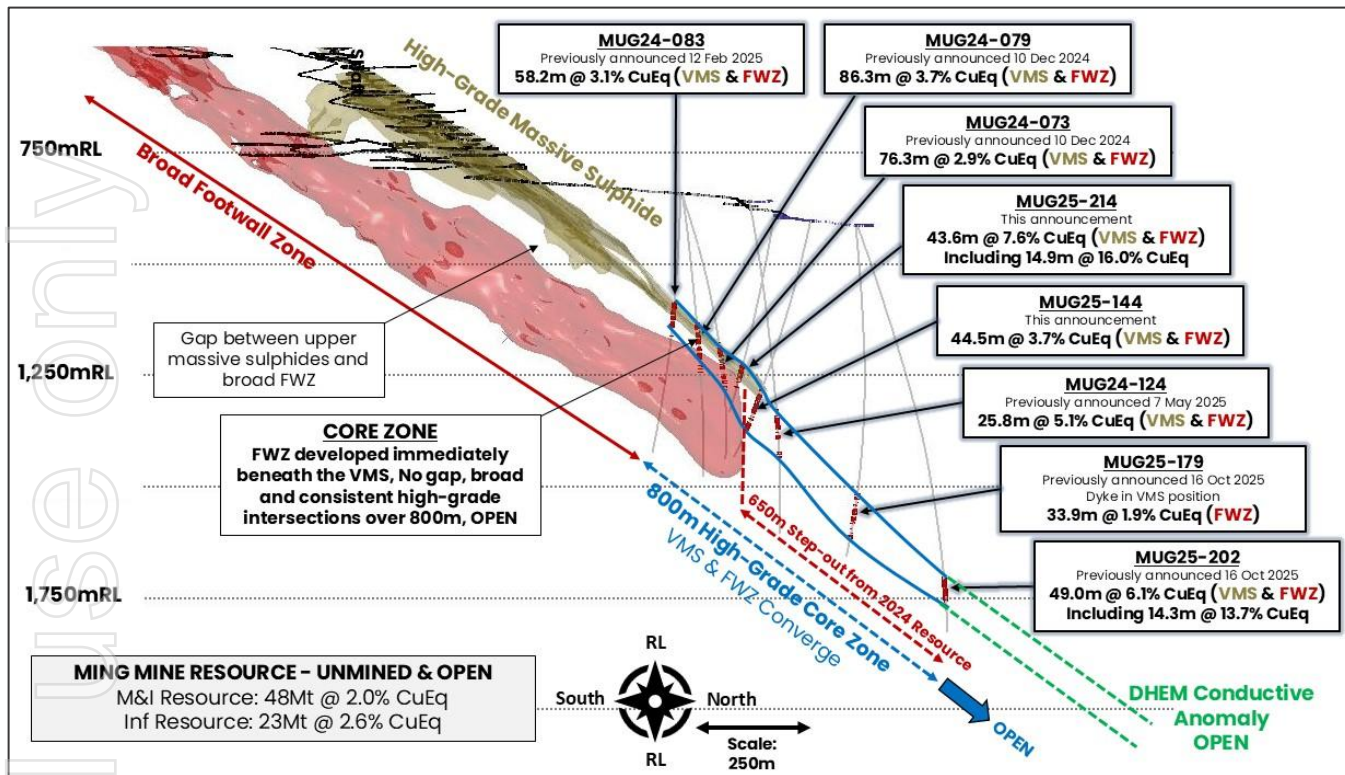 MUG24-083
Previously announced 12 Feb 2025
58.2m @ 3.1% CuEq (VMS & FWZ)
MUG24-079
Previously announced 10 Dec 2024
86.3m @ 3.7% CuEq (VMS & FWZ)
MUG24-073
Previously announced 10 Dec 2024
76.3m @ 2.9% CuEq (VMS & FWZ)
MUG25-214
This announcement
43.6m @ 7.6% CuEq (VMS & FWZ)
Including 14.9m @ 16.0% CuEq
MUG25-144
This announcement
44.5m @ 3.7% CuEq (VMS & FWZ)
MUG24-124
Previously announced 7 May 2025
25.8m @ 5.1% CuEq (VMS & FWZ)
MUG25-179
Previously announced 16 Oct 2025
Dyke in VMS position
33.9m @ 1.9% CuEq (FWZ)
MUG25-202
Previously announced 16 Oct 2025
49.0m @ 6.1% CuEq (VMS & FWZ)
Including 14.3m @ 13.7% CuEq
High-Grade Massive Sulphide
Broad Footwall Zone
750mRL
1,250mRL
1,750mRL
Gap between upper
massive sulphides and
broad FWZ
CORE ZONE
FWZ developed immediately
beneath the VMS, No gap, broad
and consistent high-grade
intersections over 800m, OPEN
800m High-Grade Core Zone
VMS & FWZ Converge
650m Step-out from 2024 Resource
OPEN
DHEM Conductive
Anomaly
OPEN
MING MINE RESOURCE - UNMINED & OPEN
M&I Resource: 48Mt @ 2.0% CuEq
Inf Resource: 23Mt @ 2.6% CuEq
RL
South
North
RL
Scale:
250m
l use only